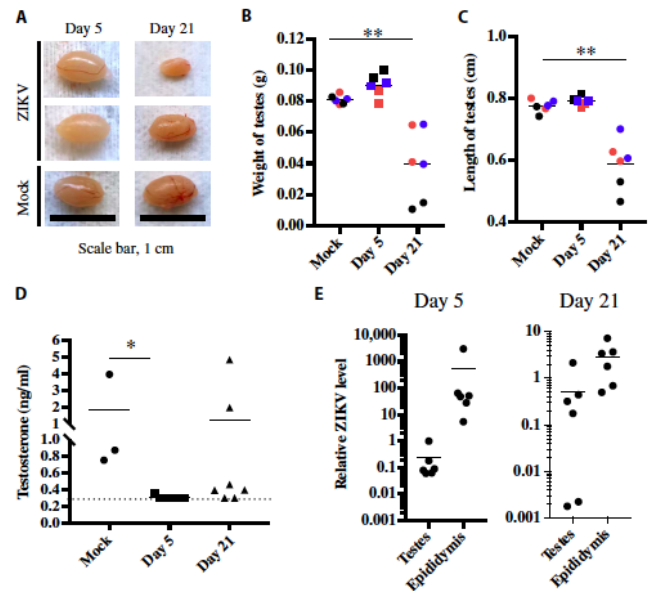 A
Day 5 Day 21
ZIKV
Mock
Scale bar, 1 cm
B
**
Weight of testes (g)
0.12
0.10
0.08
0.06
0.04
0.02
0.00
Mock
Day 5
Day 21
C
**
Length of testes (cm)
1.0
0.8
0.6
0.4
Mock
Day 5
Day 21
D
*
Testosterone (ng/ml)
6
5
4
3
2
1
1.0
0.8
0.6
0.4
0.2
Mock
Day 5
Day 21
E
Day 5
Relative ZIKV level
10,000
1000
100
10
1
0.1
0.01
0.001
Testes
Epididymis
Day 21
10
1
0.1
0.01
0.001
Testes
Epididymis